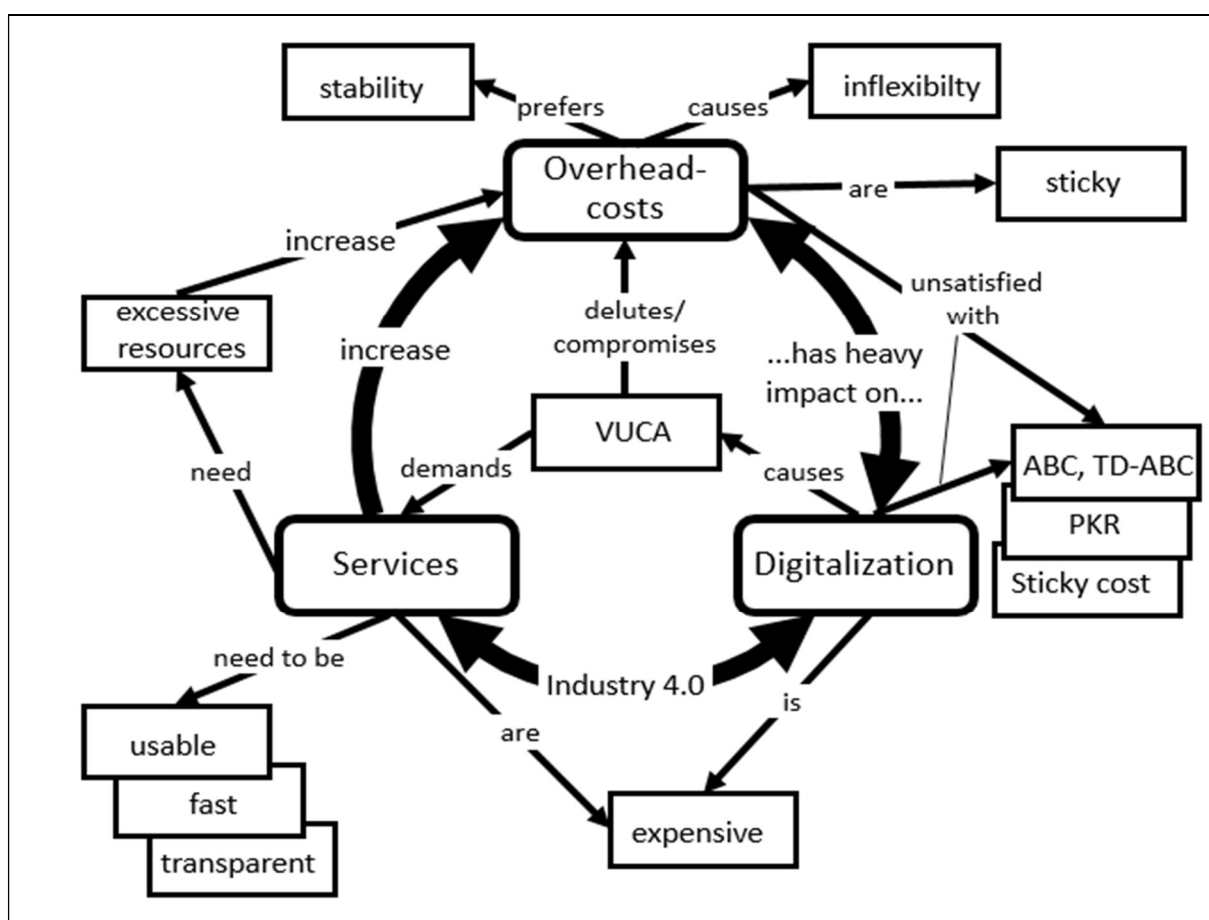 stability
inflexibilty
prefers
causes
Overhead-
costs
are
sticky
increase
unsatisfied
with
excessive
resources
delutes/
compromises
increase
...has heavy
impact on...
VUCA
ABC, TD-ABC
need
demands
causes
PKR
Services
Digitalization
Sticky cost
need to be
Industry 4.0
is
usable
are
fast
expensive
transparent